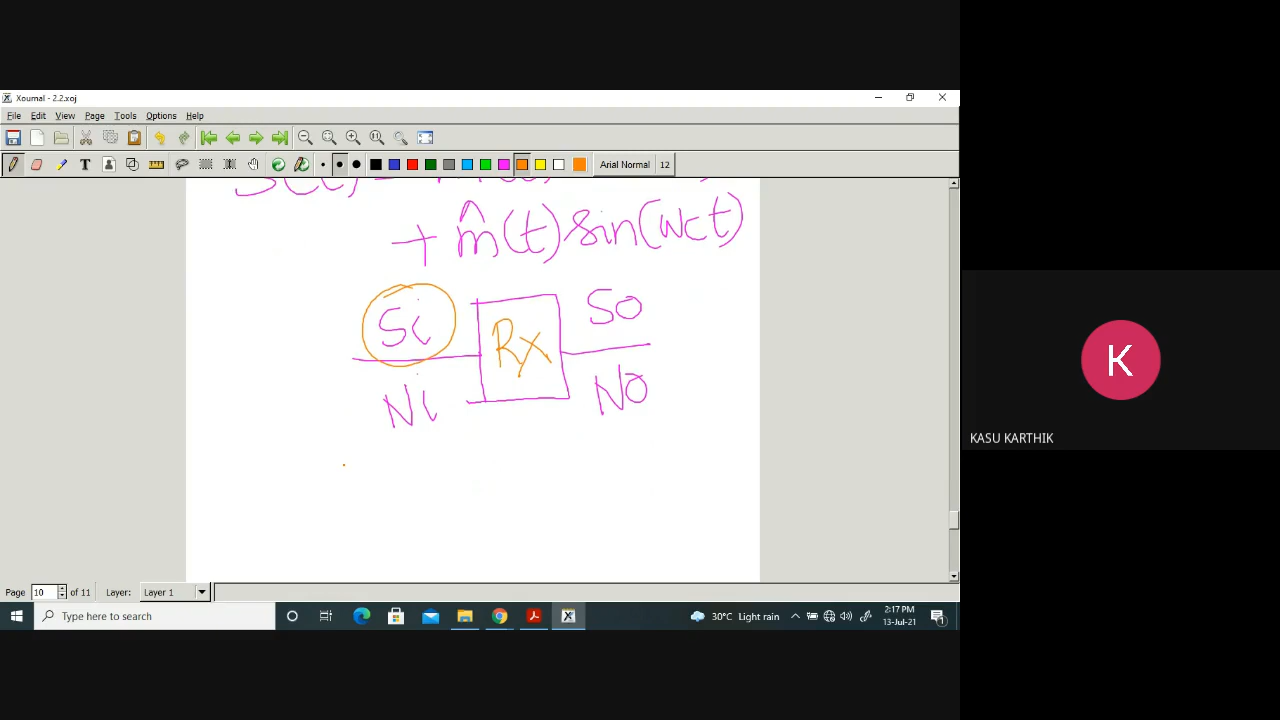 Xournal - 2.2.xoj
File Edit View Page Tools Options Help
Arial Normal 12
+ m̂(t) sin(wct)
Si
Rx
So
Ni
No
K
KASU KARTHIK
Page 10 of 11 Layer: Layer 1
Type here to search
30°C Light rain
2:17 PM
13-Jul-21
1